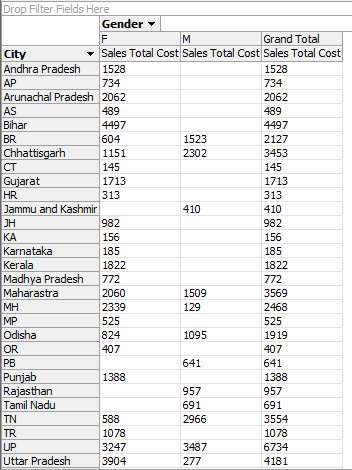 Drop Filter Fields Here
Gender
F M Grand Total
City Sales Total Cost Sales Total Cost Sales Total Cost
Andhra Pradesh 1528 1528
AP 734 734
Arunachal Pradesh 2062 2062
AS 489 489
Bihar 4497 4497
BR 604 1523 2127
Chhattisgarh 1151 2302 3453
CT 145 145
Gujarat 1713 1713
HR 313 313
Jammu and Kashmir 410 410
JH 982 982
KA 156 156
Karnataka 185 185
Kerala 1822 1822
Madhya Pradesh 772 772
Maharastra 2060 1509 3569
MH 2339 129 2468
MP 525 525
Odisha 824 1095 1919
OR 407 407
PB 641 641
Punjab 1388 1388
Rajasthan 957 957
Tamil Nadu 691 691
TN 588 2966 3554
TR 1078 1078
UP 3247 3487 6734
Uttar Pradesh 3904 277 4181